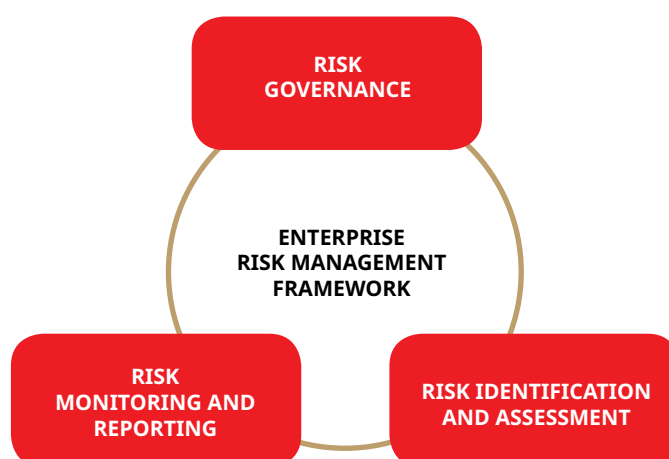 RISK
GOVERNANCE
ENTERPRISE
RISK MANAGEMENT
FRAMEWORK
RISK
MONITORING AND
REPORTING
RISK IDENTIFICATION
AND ASSESSMENT